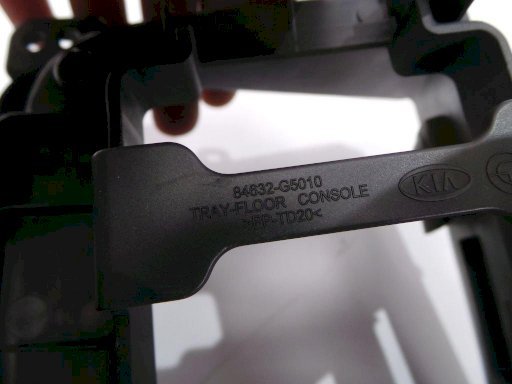 84632-G5010
TRAY-FLOOR CONSOLE
>PP-TD20<
KIA